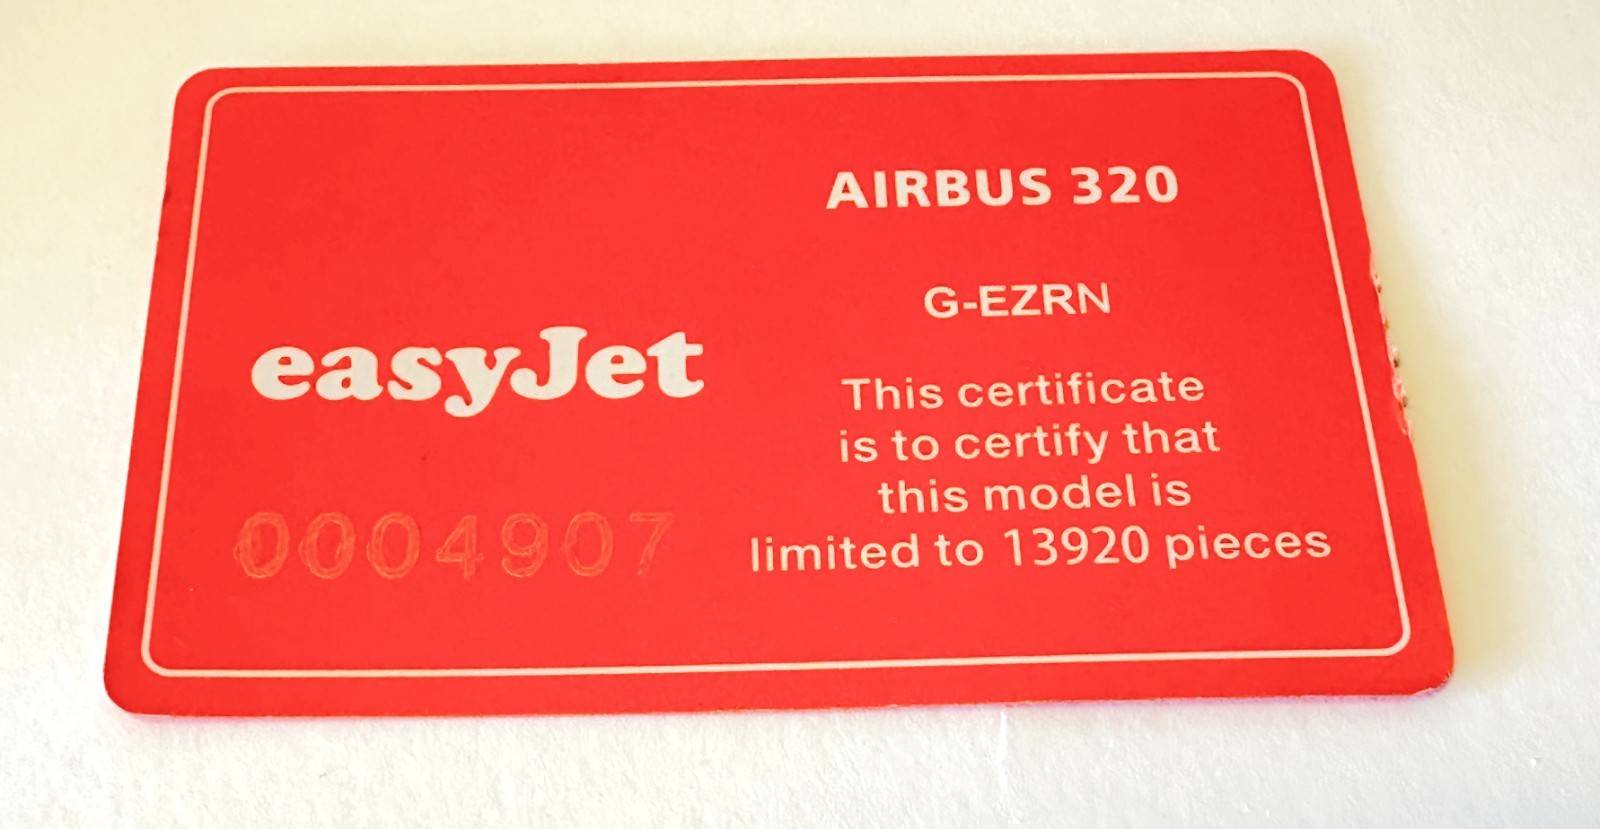 AIRBUS 320
G-EZRN
easyJet
This certificate
is to certify that
this model is
limited to 13920 pieces
0004907